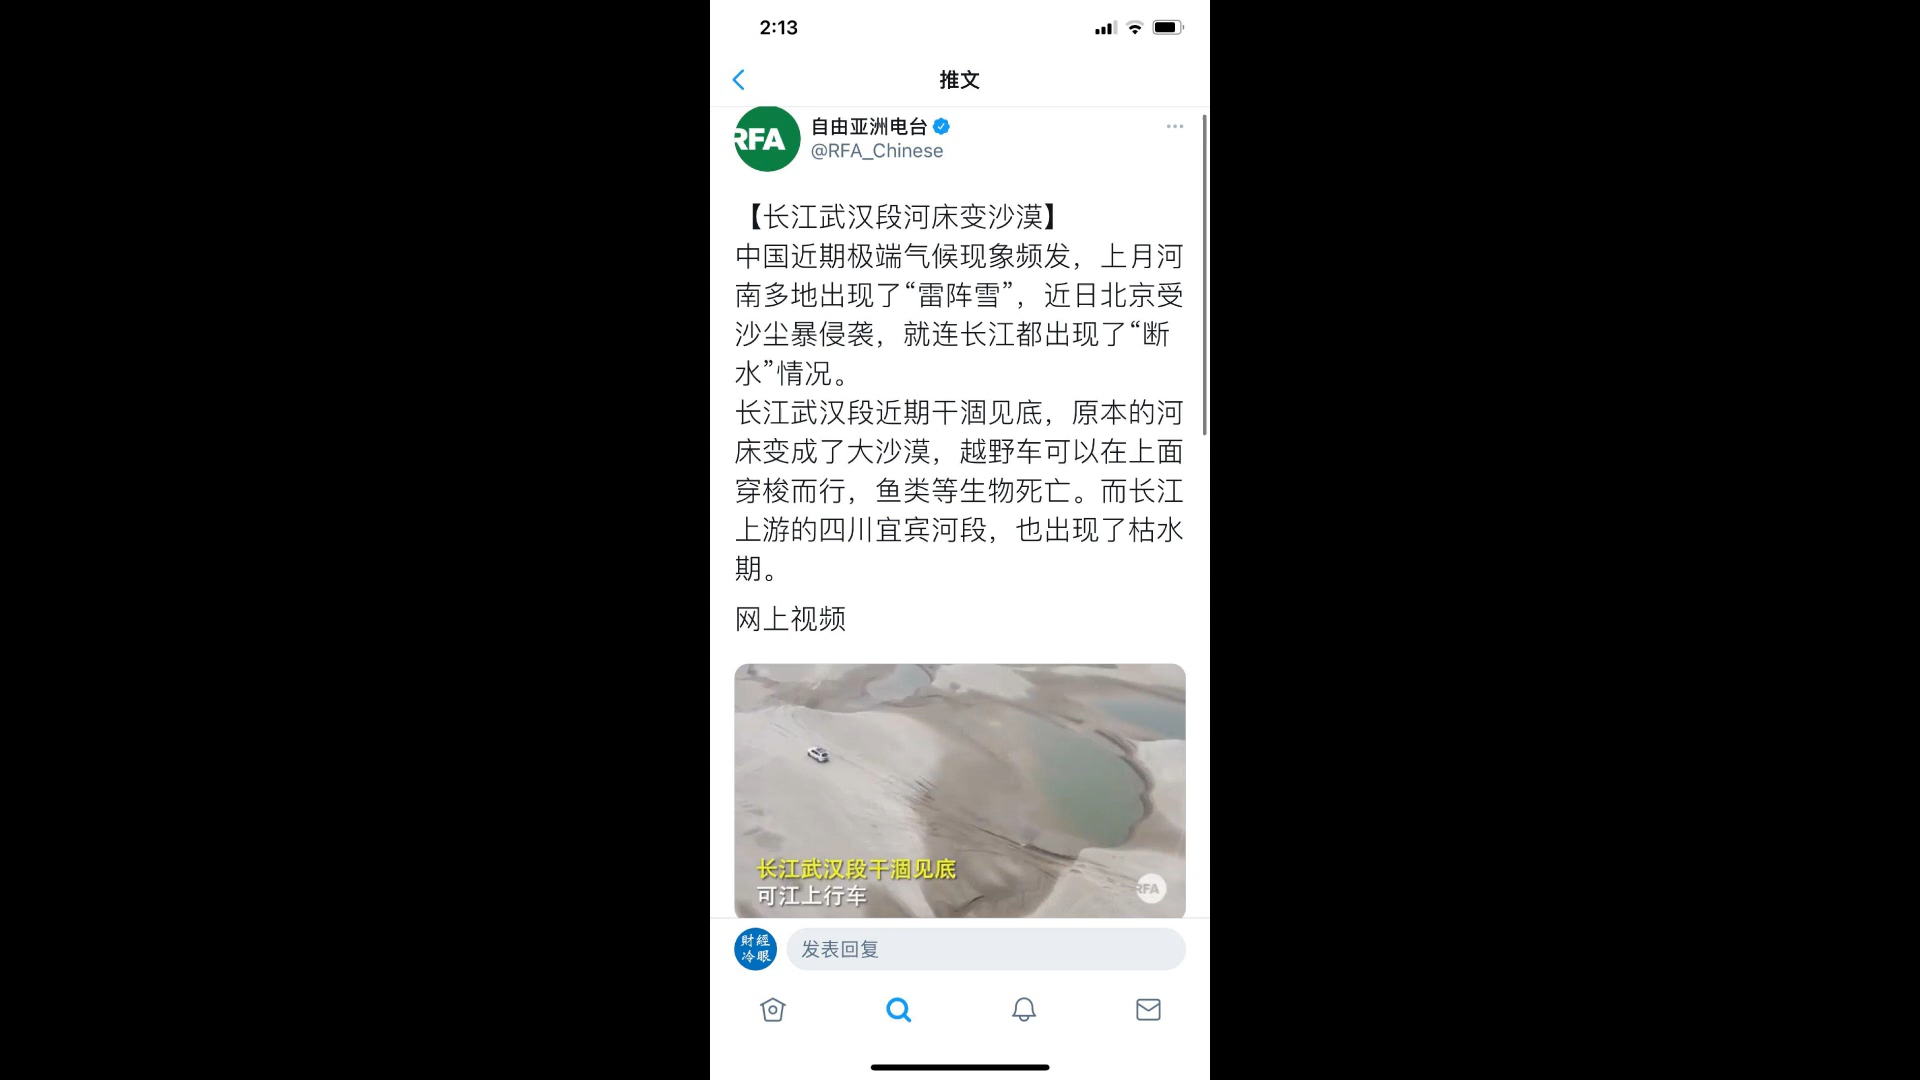 2:13
推文
RFA
自由亚洲电台
@RFA_Chinese
【长江武汉段河床变沙漠】
中国近期极端气候现象频发，上月河
南多地出现了“雷阵雪”，近日北京受
沙尘暴侵袭，就连长江都出现了“断
水”情况。
长江武汉段近期干涸见底，原本的河
床变成了大沙漠，越野车可以在上面
穿梭而行，鱼类等生物死亡。而长江
上游的四川宜宾河段，也出现了枯水
期。
网上视频
长江武汉段干涸见底
可江上行车
RFA
財經
冷眼
发表回复